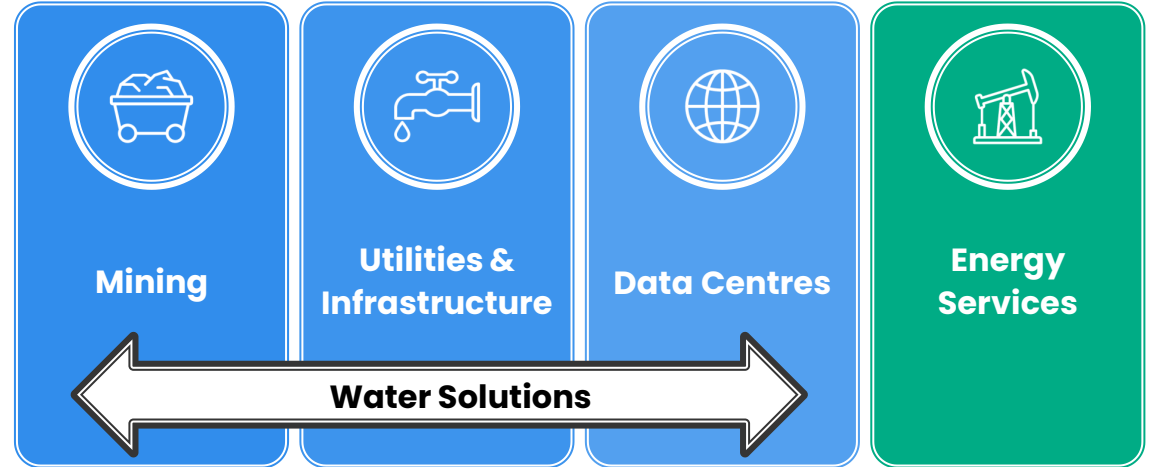 Mining
Utilities &
Infrastructure
Data Centres
Energy
Services
Water Solutions